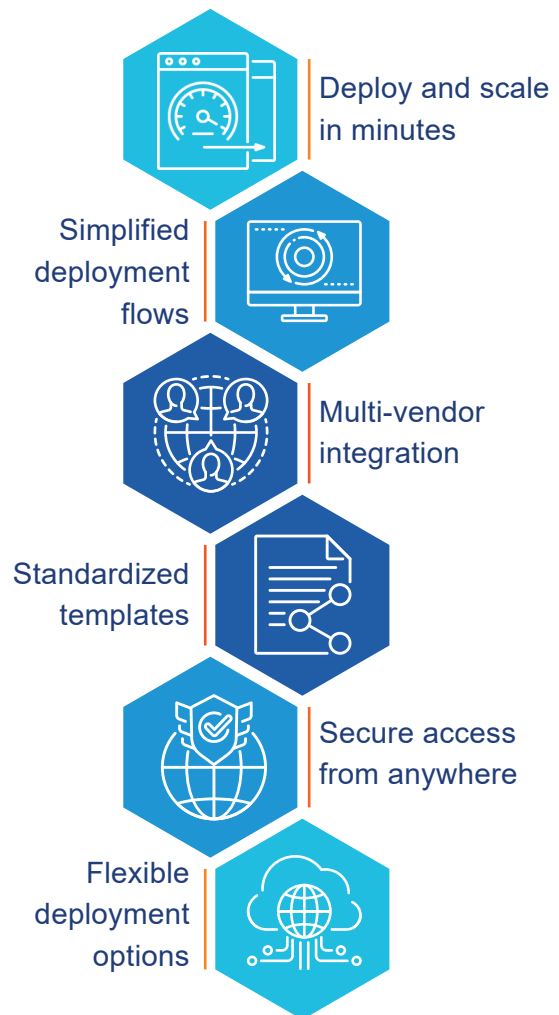 Deploy and scale
in minutes
Simplified
deployment
flows
Multi-vendor
integration
Standardized
templates
Secure access
from anywhere
Flexible
deployment
options